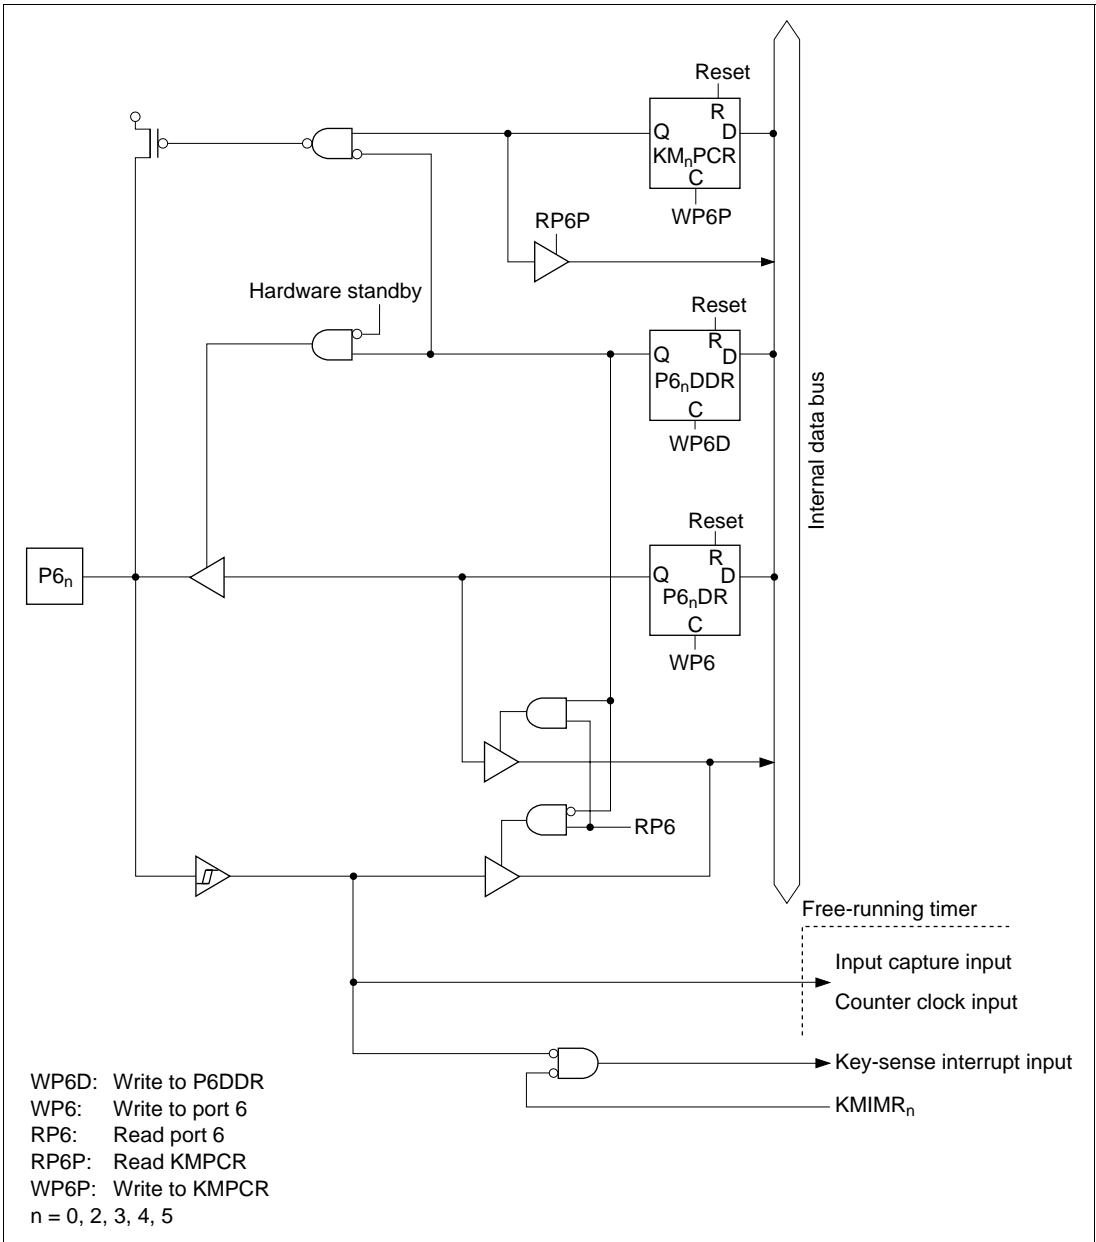 Reset
R
Q D
KMnPCR
C
WP6P
RP6P
Hardware standby
Reset
R
Q D
P6nDDR
C
WP6D
Internal data bus
Reset
R
Q D
P6nDR
C
WP6
P6n
RP6
Free-running timer
Input capture input
Counter clock input
Key-sense interrupt input
KMIMRn
WP6D: Write to P6DDR
WP6: Write to port 6
RP6: Read port 6
RP6P: Read KMPCR
WP6P: Write to KMPCR
n = 0, 2, 3, 4, 5